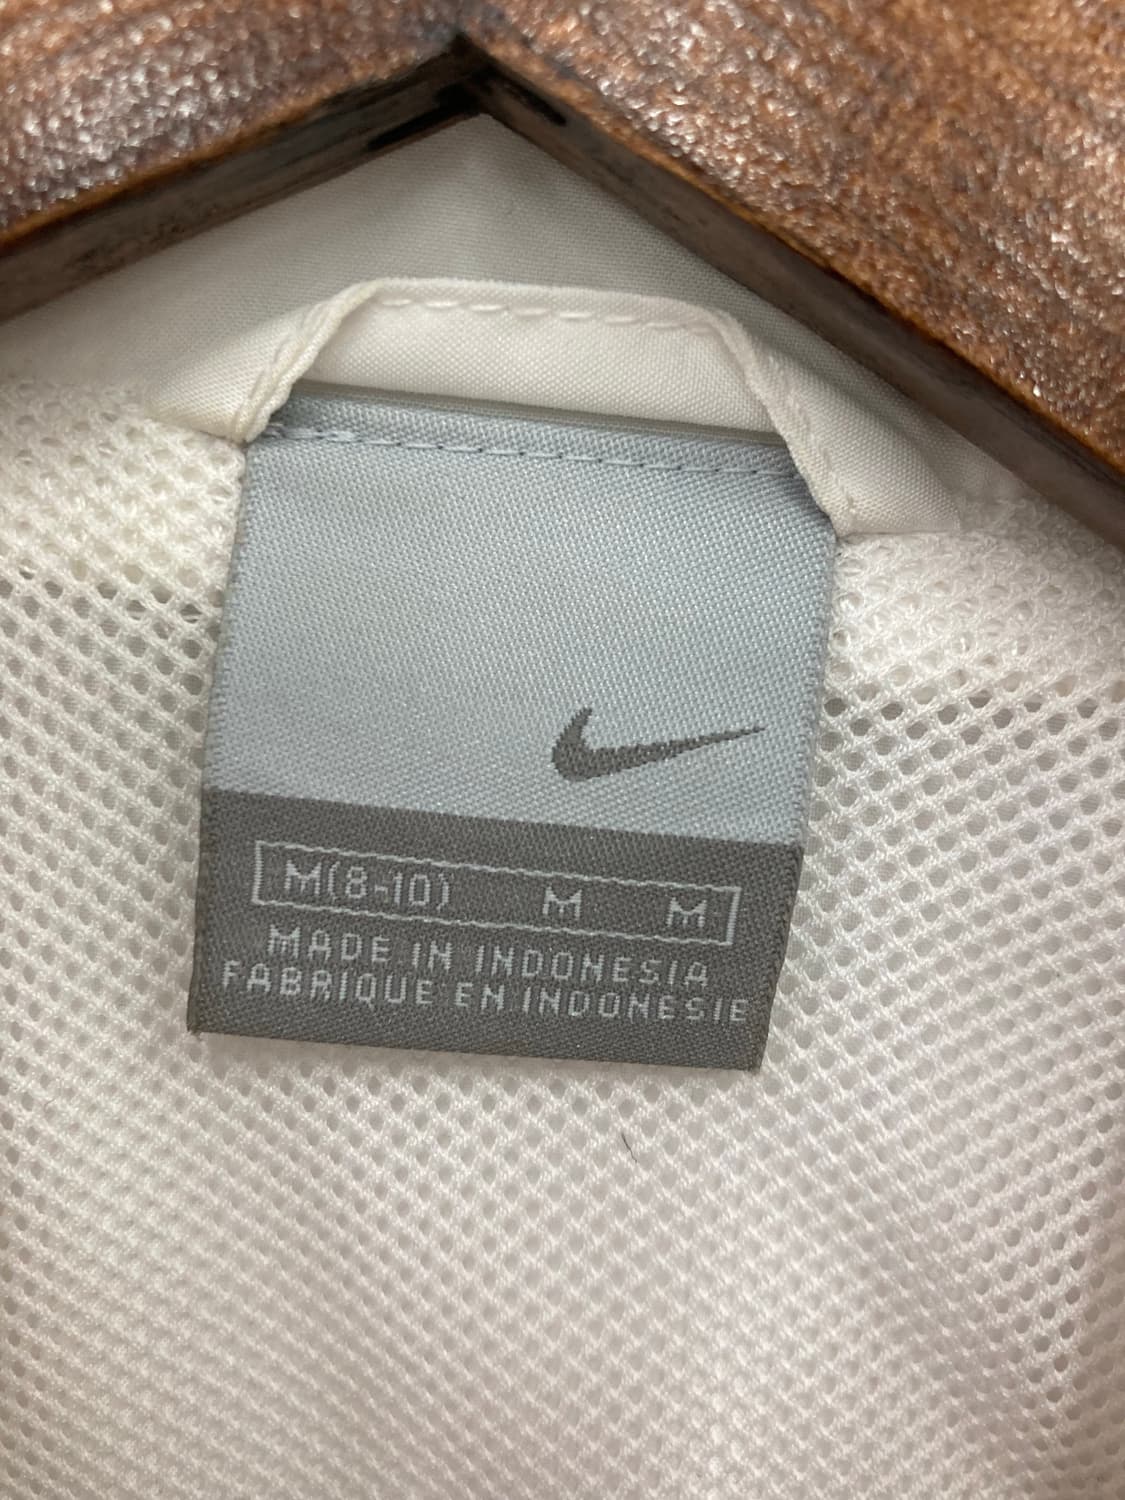 M(8-10) M M
MADE IN INDONESIA
FABRIQUE EN INDONESIE